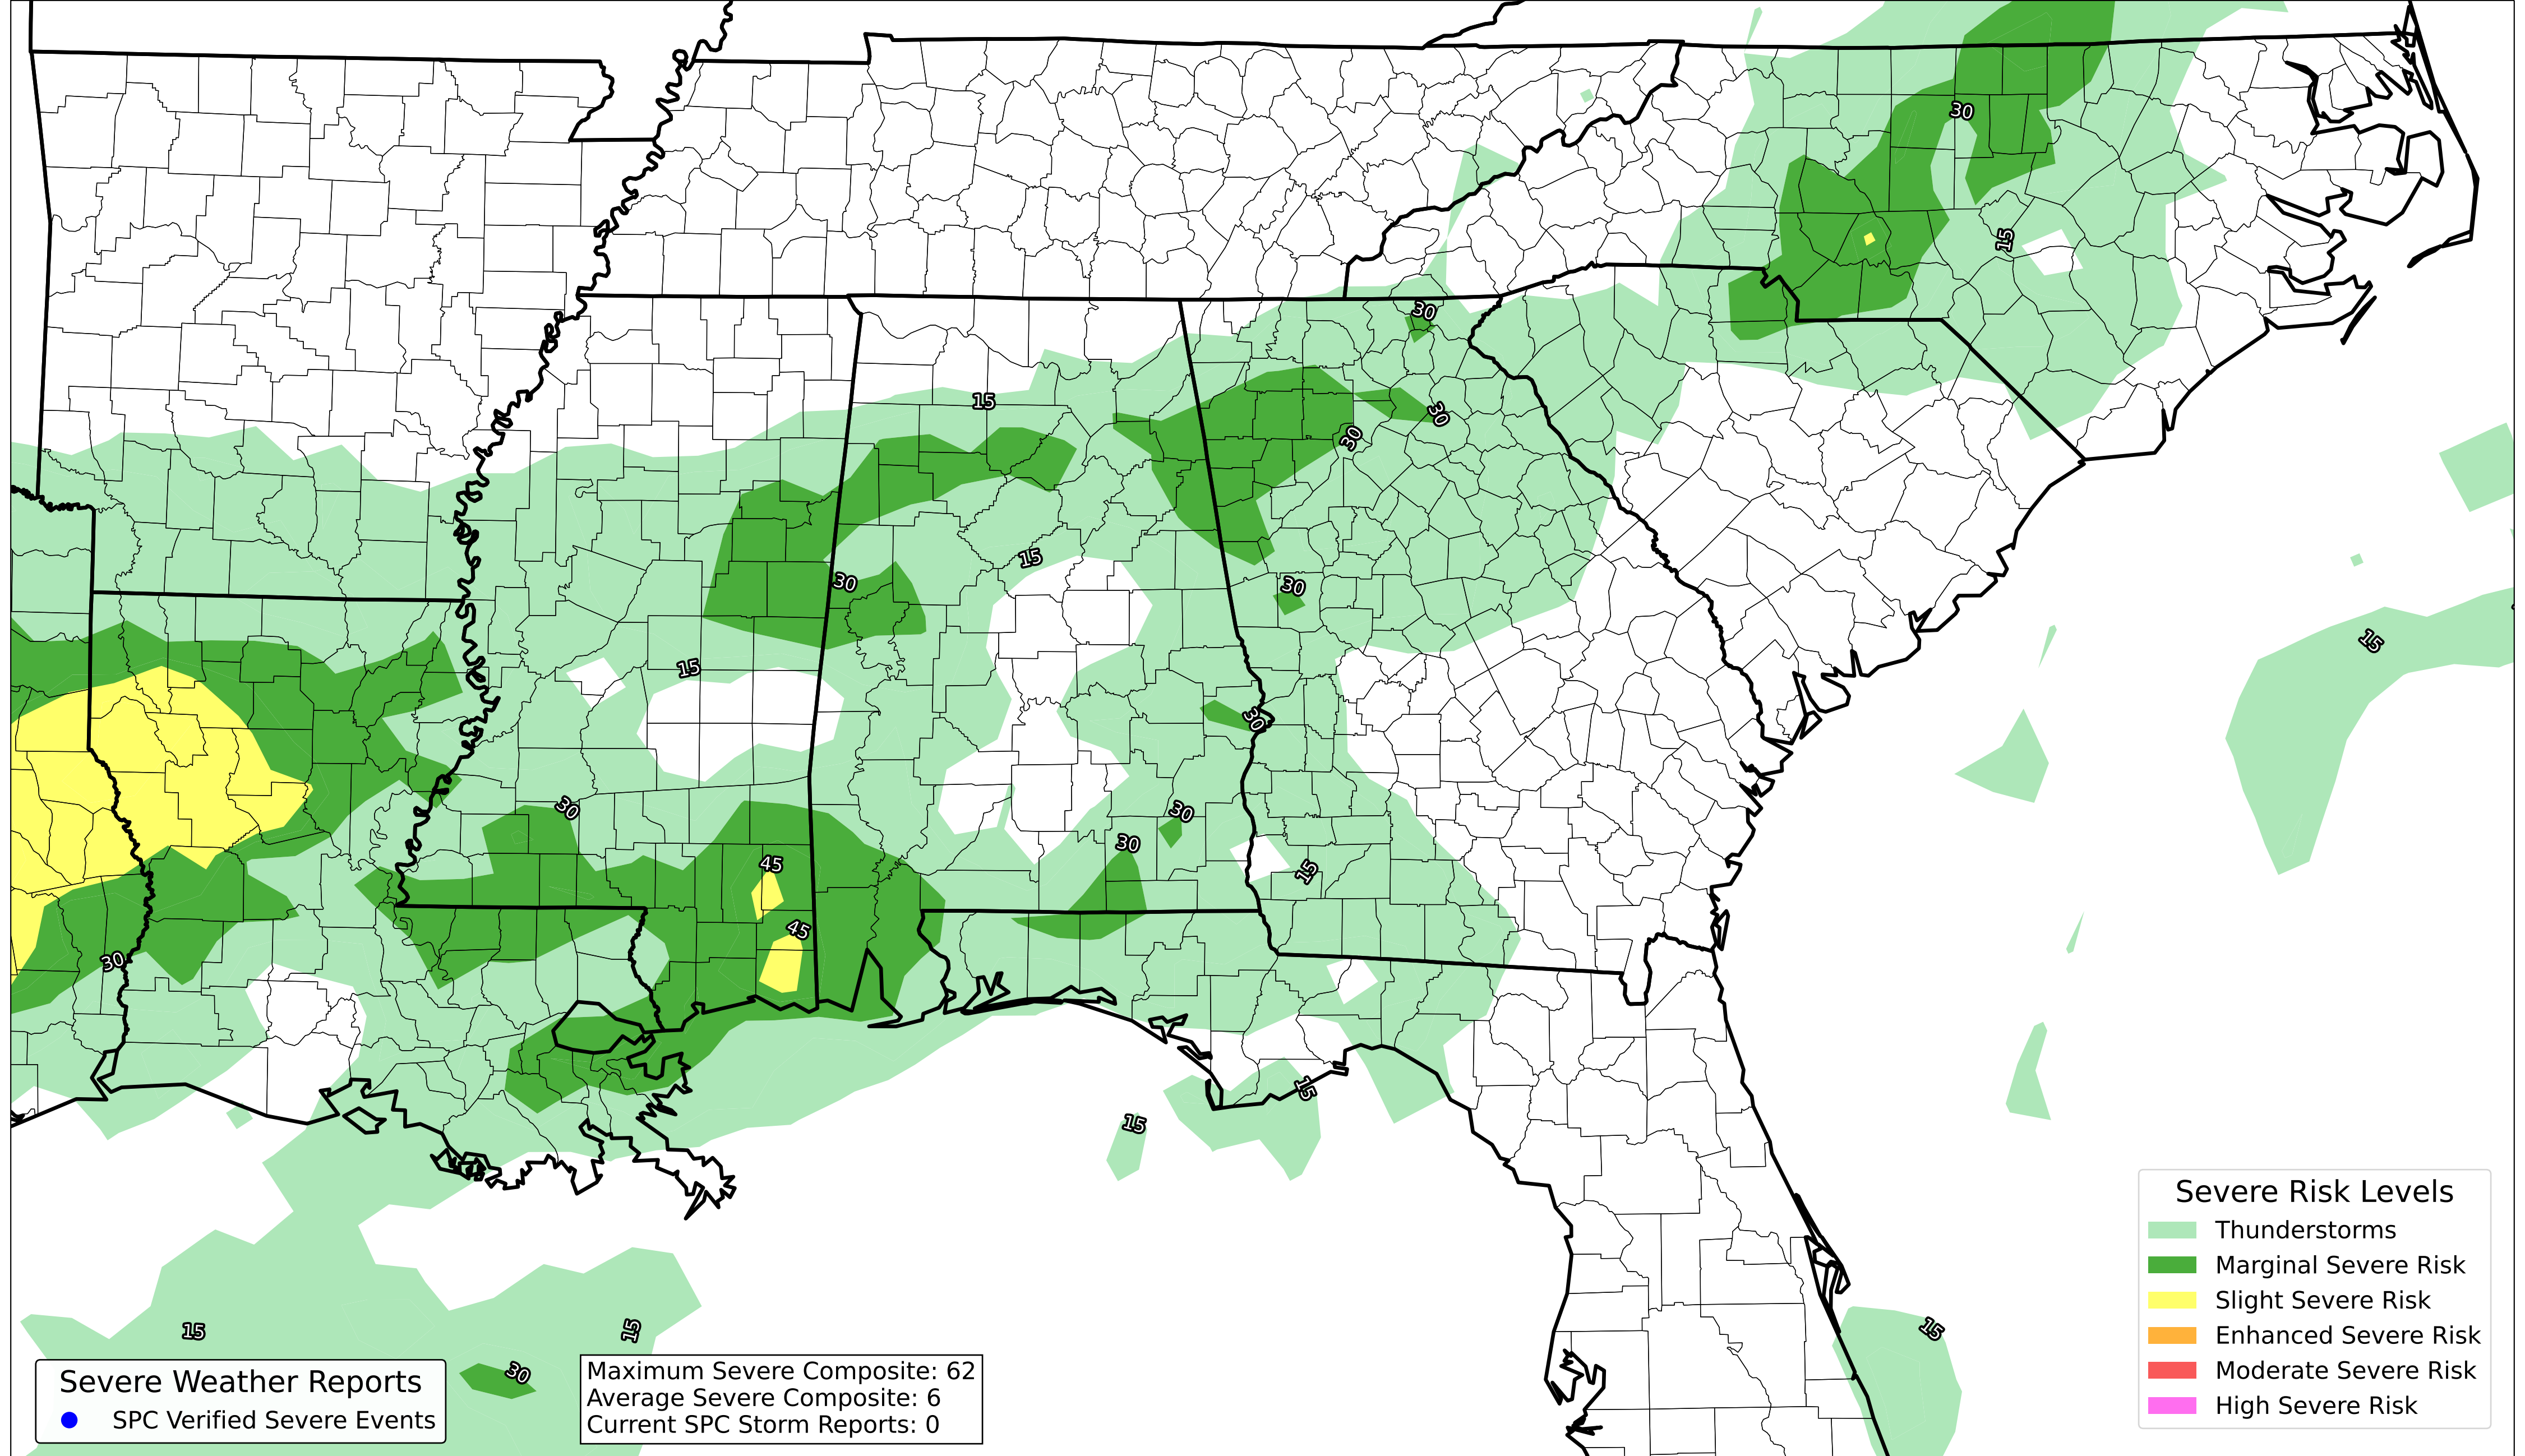 30
30
15
30
15
30
30
15
30
30
15
15
30
30
30
45
30
15
45
30
15
15
15
15
15
30
Severe Risk Levels
Thunderstorms
Marginal Severe Risk
Slight Severe Risk
Enhanced Severe Risk
Moderate Severe Risk
High Severe Risk
Severe Weather Reports
SPC Verified Severe Events
Maximum Severe Composite: 62
Average Severe Composite: 6
Current SPC Storm Reports: 0